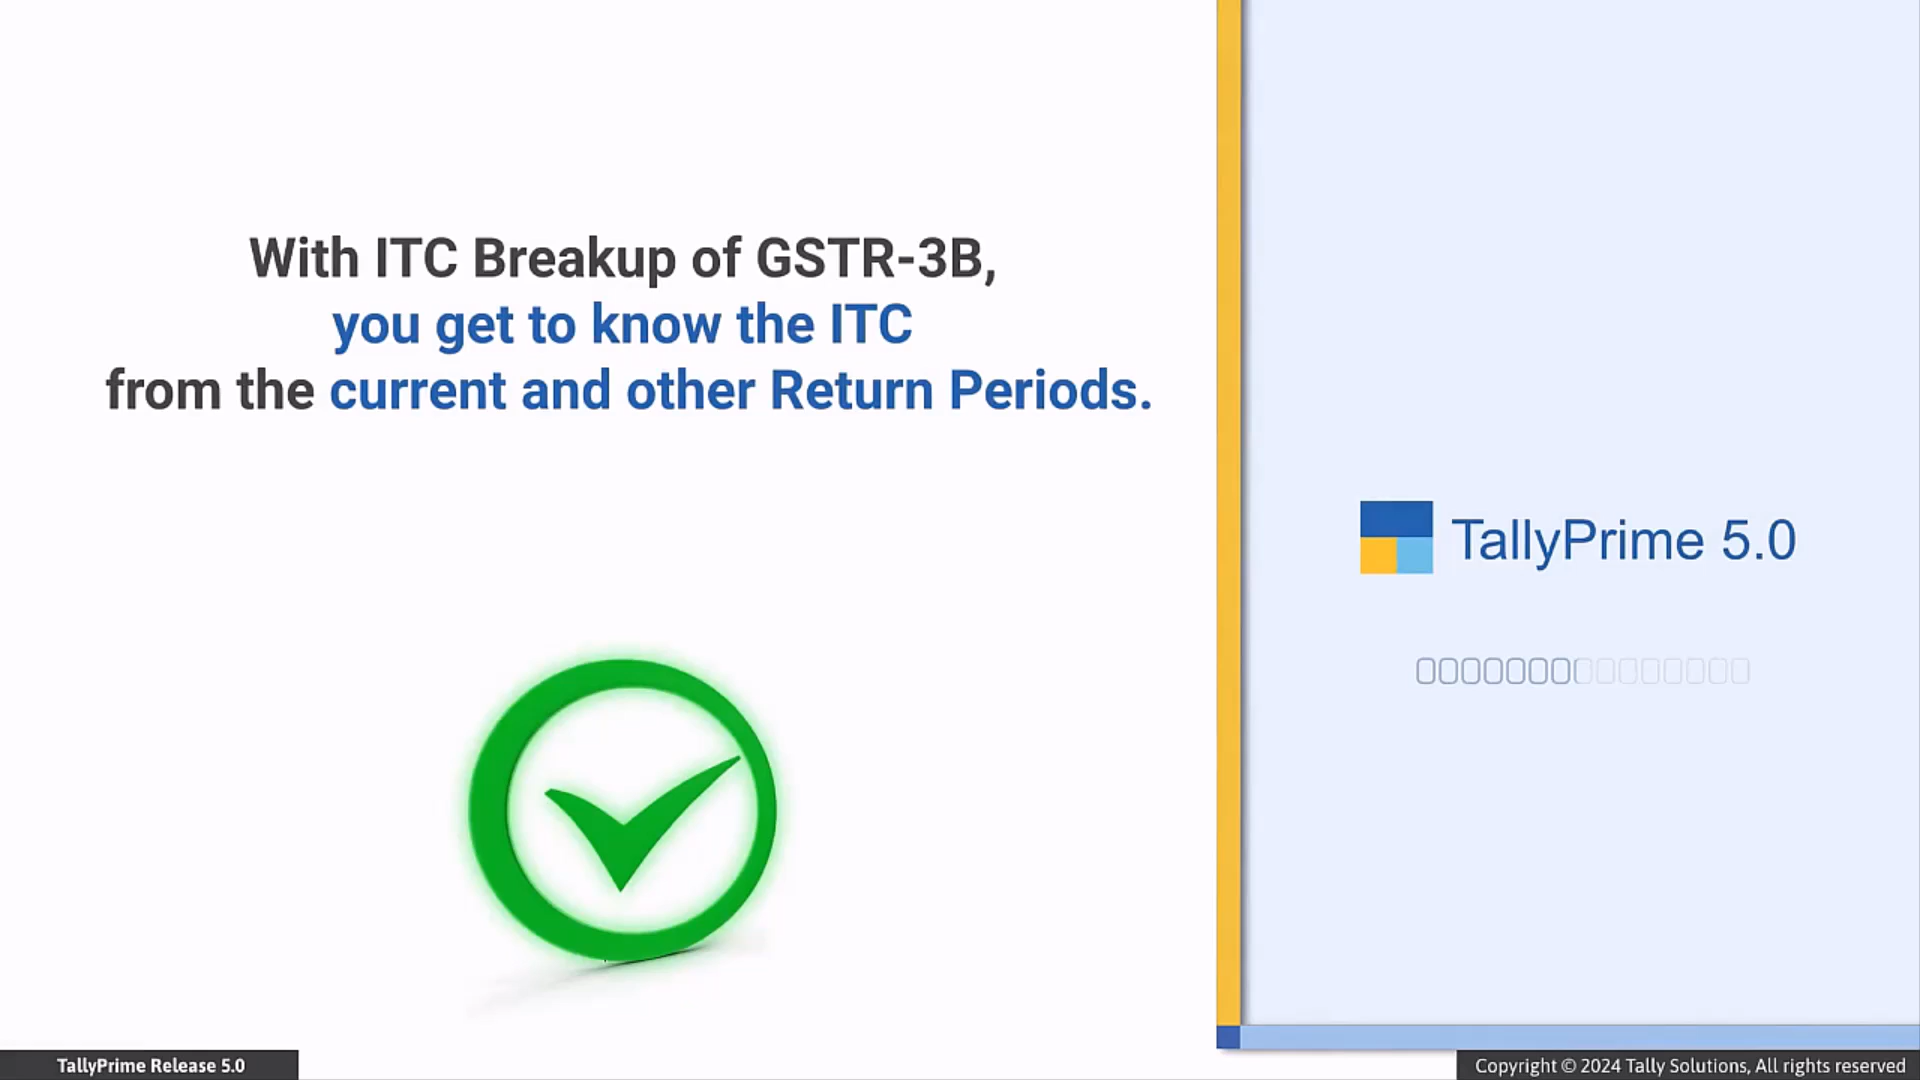 With ITC Breakup of GSTR-3B,
you get to know the ITC
from the current and other Return Periods.
TallyPrime 5.0
TallyPrime Release 5.0
Copyright © 2024 Tally Solutions, All rights reserved